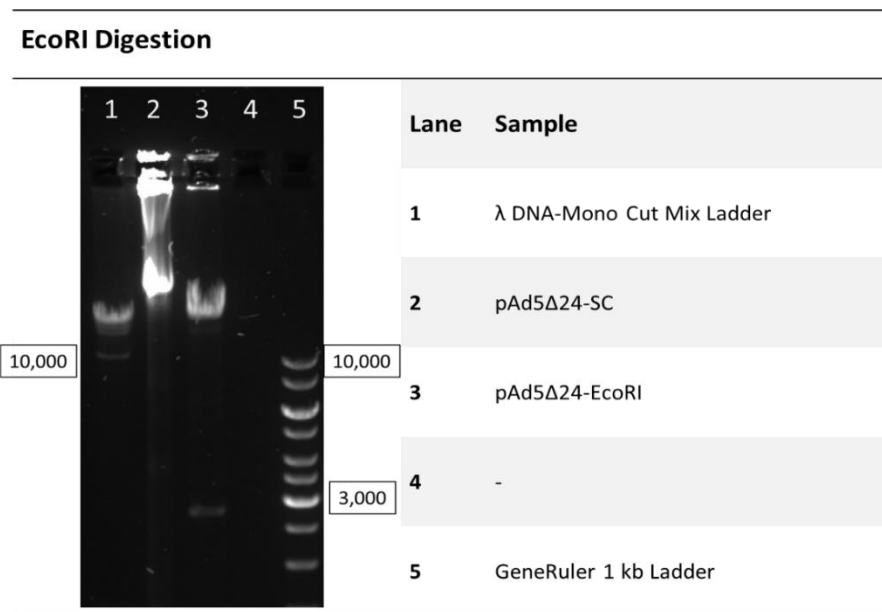 EcoRI Digestion
1 2 3 4 5
Lane Sample
1 λ DNA-Mono Cut Mix Ladder
2 pAd5Δ24-SC
10,000 10,000
3 pAd5Δ24-EcoRI
4 -
3,000
5 GeneRuler 1 kb Ladder